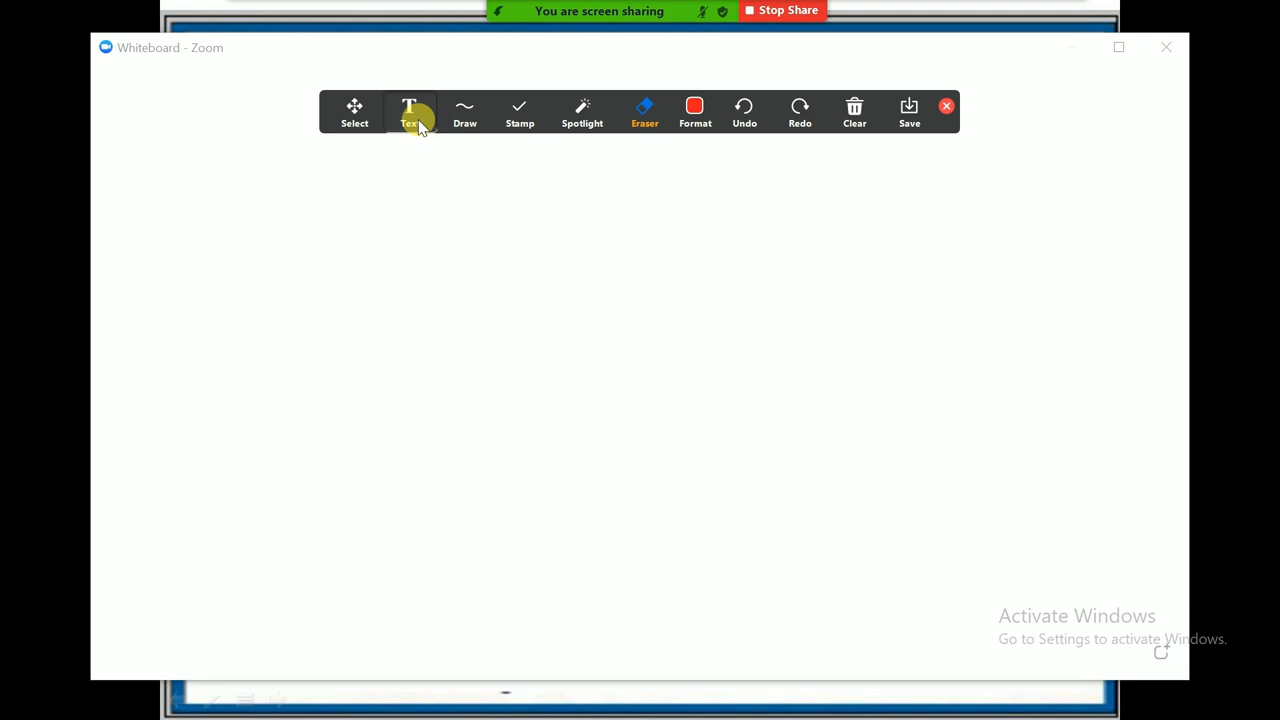 You are screen sharing
Stop Share
Whiteboard - Zoom
Select
Text
Draw
Stamp
Spotlight
Eraser
Format
Undo
Redo
Clear
Save
Activate Windows
Go to Settings to activate Windows.